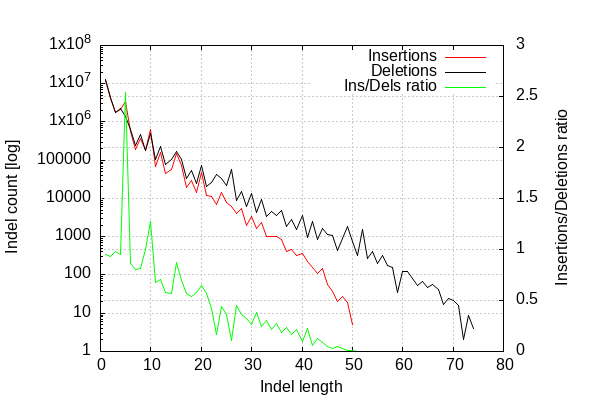 1x10^8
1x10^7
1x10^6
100000
10000
1000
100
10
1
3
2.5
2
1.5
1
0.5
0
0 10 20 30 40 50 60 70 80
Indel length
Indel count [log]
Insertions/Deletions ratio
Insertions
Deletions
Ins/Dels ratio